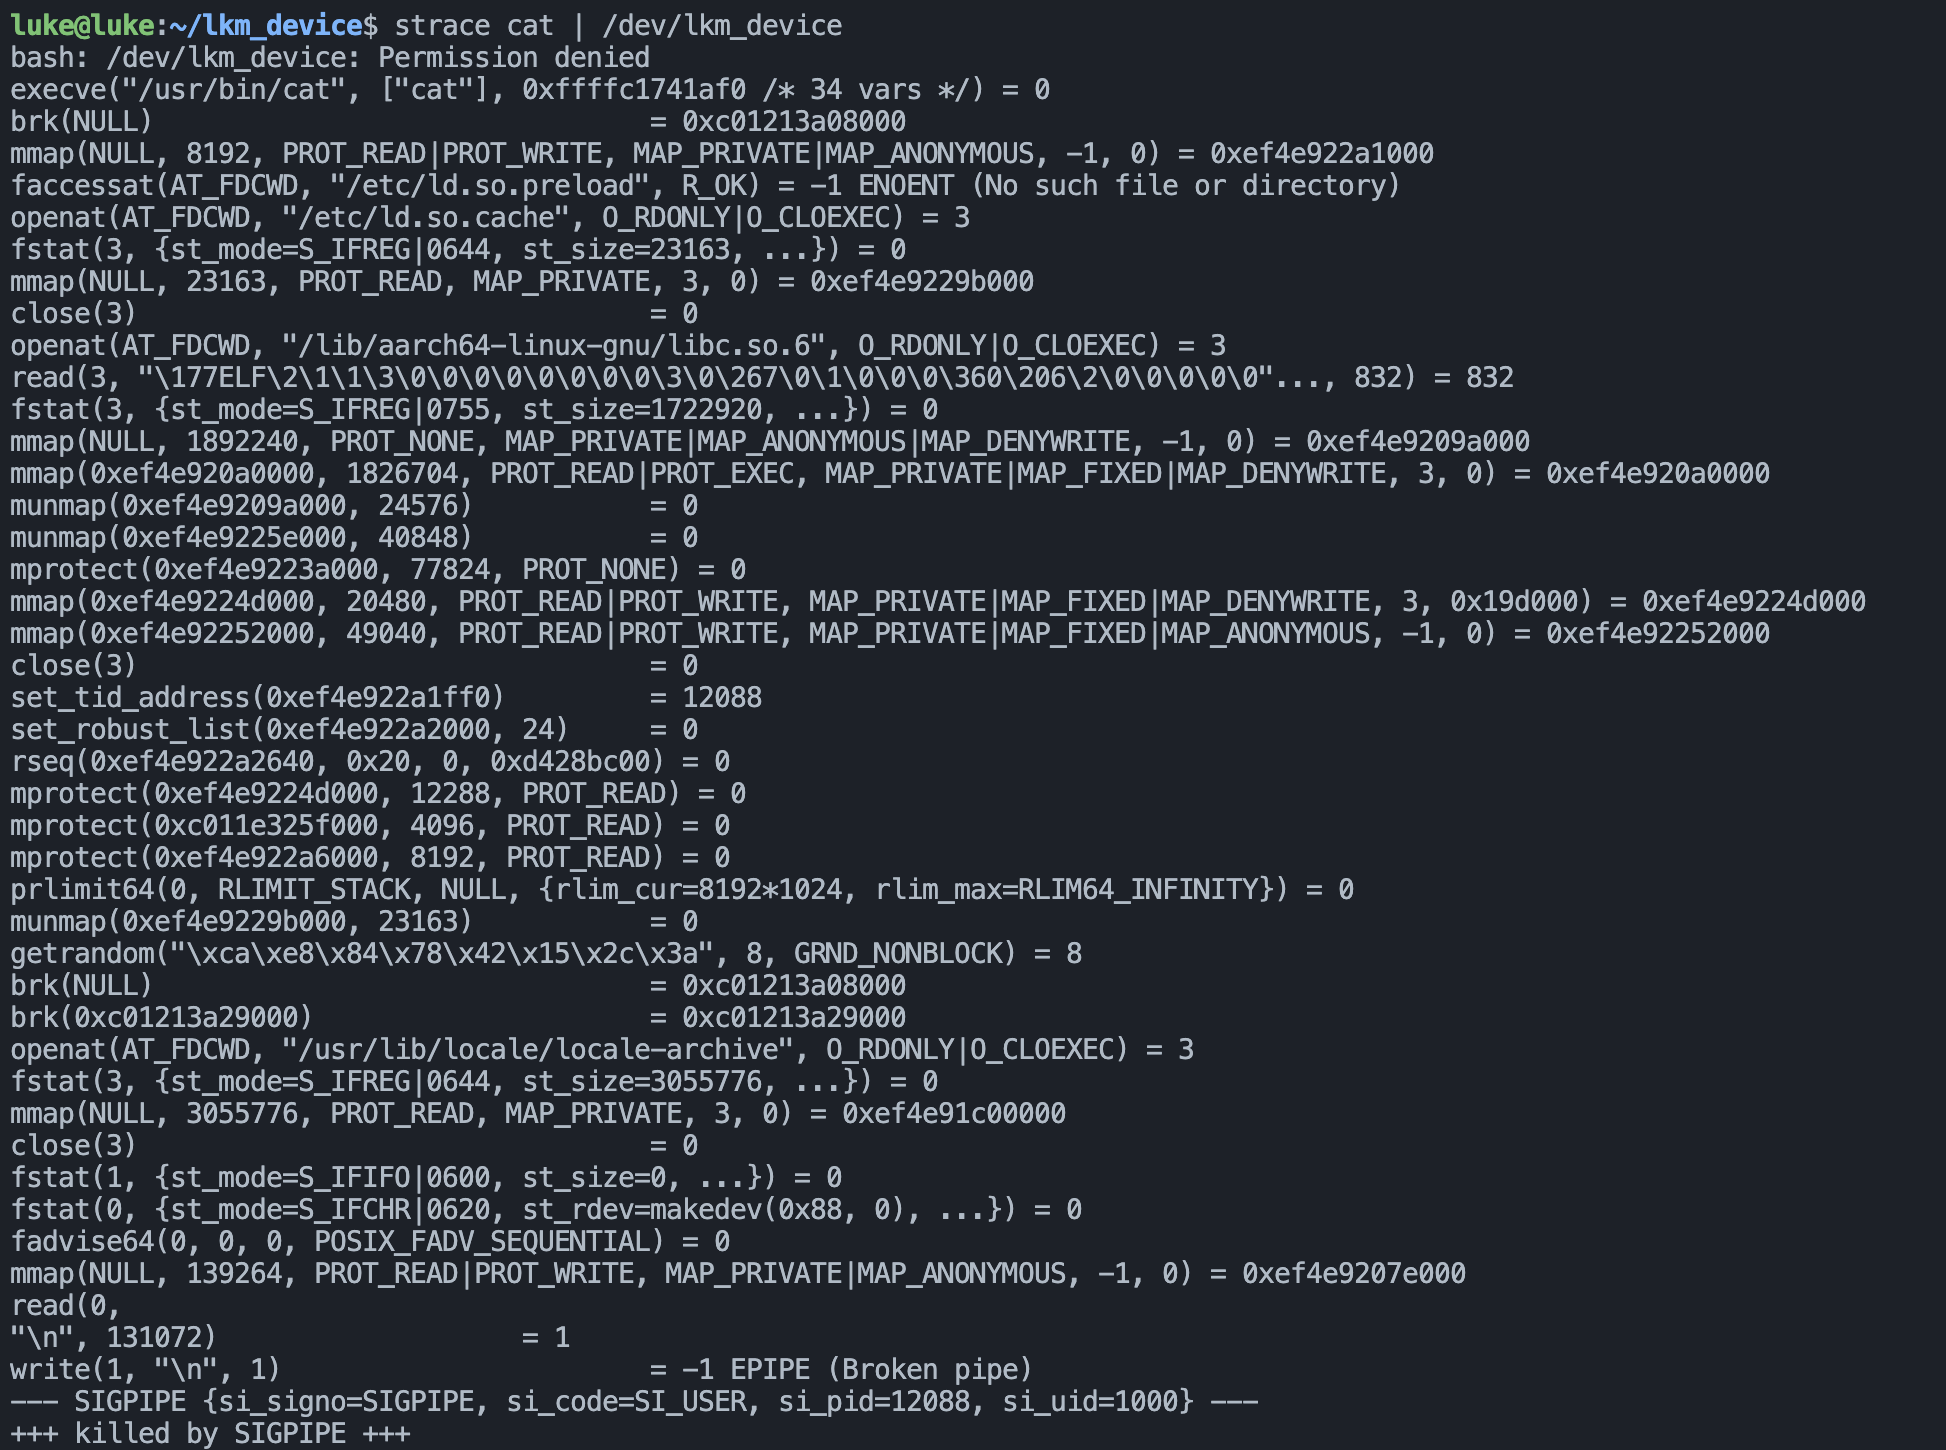 luke@luke:~/lkm_device$ strace cat | /dev/lkm_device
bash: /dev/lkm_device: Permission denied
execve("/usr/bin/cat", ["cat"], 0xffffc1741af0 /* 34 vars */) = 0
brk(NULL)                               = 0xc01213a08000
mmap(NULL, 8192, PROT_READ|PROT_WRITE, MAP_PRIVATE|MAP_ANONYMOUS, -1, 0) = 0xef4e922a1000
faccessat(AT_FDCWD, "/etc/ld.so.preload", R_OK) = -1 ENOENT (No such file or directory)
openat(AT_FDCWD, "/etc/ld.so.cache", O_RDONLY|O_CLOEXEC) = 3
fstat(3, {st_mode=S_IFREG|0644, st_size=23163, ...}) = 0
mmap(NULL, 23163, PROT_READ, MAP_PRIVATE, 3, 0) = 0xef4e9229b000
close(3)                                = 0
openat(AT_FDCWD, "/lib/aarch64-linux-gnu/libc.so.6", O_RDONLY|O_CLOEXEC) = 3
read(3, "\177ELF\2\1\1\3\0\0\0\0\0\0\0\0\3\0\267\0\1\0\0\0\360\206\2\0\0\0\0\0"..., 832) = 832
fstat(3, {st_mode=S_IFREG|0755, st_size=1722920, ...}) = 0
mmap(NULL, 1892240, PROT_NONE, MAP_PRIVATE|MAP_ANONYMOUS|MAP_DENYWRITE, -1, 0) = 0xef4e9209a000
mmap(0xef4e920a0000, 1826704, PROT_READ|PROT_EXEC, MAP_PRIVATE|MAP_FIXED|MAP_DENYWRITE, 3, 0) = 0xef4e920a0000
munmap(0xef4e9209a000, 24576)           = 0
munmap(0xef4e9225e000, 40848)           = 0
mprotect(0xef4e9223a000, 77824, PROT_NONE) = 0
mmap(0xef4e9224d000, 20480, PROT_READ|PROT_WRITE, MAP_PRIVATE|MAP_FIXED|MAP_DENYWRITE, 3, 0x19d000) = 0xef4e9224d000
mmap(0xef4e92252000, 49040, PROT_READ|PROT_WRITE, MAP_PRIVATE|MAP_FIXED|MAP_ANONYMOUS, -1, 0) = 0xef4e92252000
close(3)                                = 0
set_tid_address(0xef4e922a1ff0)         = 12088
set_robust_list(0xef4e922a2000, 24)     = 0
rseq(0xef4e922a2640, 0x20, 0, 0xd428bc00) = 0
mprotect(0xef4e9224d000, 12288, PROT_READ) = 0
mprotect(0xc011e325f000, 4096, PROT_READ) = 0
mprotect(0xef4e922a6000, 8192, PROT_READ) = 0
prlimit64(0, RLIMIT_STACK, NULL, {rlim_cur=8192*1024, rlim_max=RLIM64_INFINITY}) = 0
munmap(0xef4e9229b000, 23163)           = 0
getrandom("\xca\xe8\x84\x78\x42\x15\x2c\x3a", 8, GRND_NONBLOCK) = 8
brk(NULL)                               = 0xc01213a08000
brk(0xc01213a29000)                     = 0xc01213a29000
openat(AT_FDCWD, "/usr/lib/locale/locale-archive", O_RDONLY|O_CLOEXEC) = 3
fstat(3, {st_mode=S_IFREG|0644, st_size=3055776, ...}) = 0
mmap(NULL, 3055776, PROT_READ, MAP_PRIVATE, 3, 0) = 0xef4e91c00000
close(3)                                = 0
fstat(1, {st_mode=S_IFIFO|0600, st_size=0, ...}) = 0
fstat(0, {st_mode=S_IFCHR|0620, st_rdev=makedev(0x88, 0), ...}) = 0
fadvise64(0, 0, 0, POSIX_FADV_SEQUENTIAL) = 0
mmap(NULL, 139264, PROT_READ|PROT_WRITE, MAP_PRIVATE|MAP_ANONYMOUS, -1, 0) = 0xef4e9207e000
read(0,
"\n", 131072)                   = 1
write(1, "\n", 1)                       = -1 EPIPE (Broken pipe)
--- SIGPIPE {si_signo=SIGPIPE, si_code=SI_USER, si_pid=12088, si_uid=1000} ---
+++ killed by SIGPIPE +++